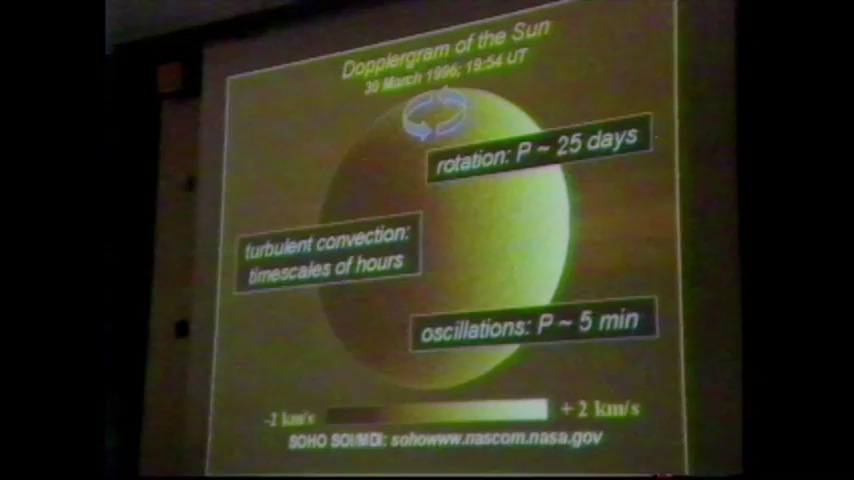 Dopplergram of the Sun
30 March 1996; 19:54 UT
rotation: P ~ 25 days
turbulent convection:
timescales of hours
oscillations: P ~ 5 min
-2 km/s
+2 km/s
SOHO SOI/MDI: sohowww.nascom.nasa.gov